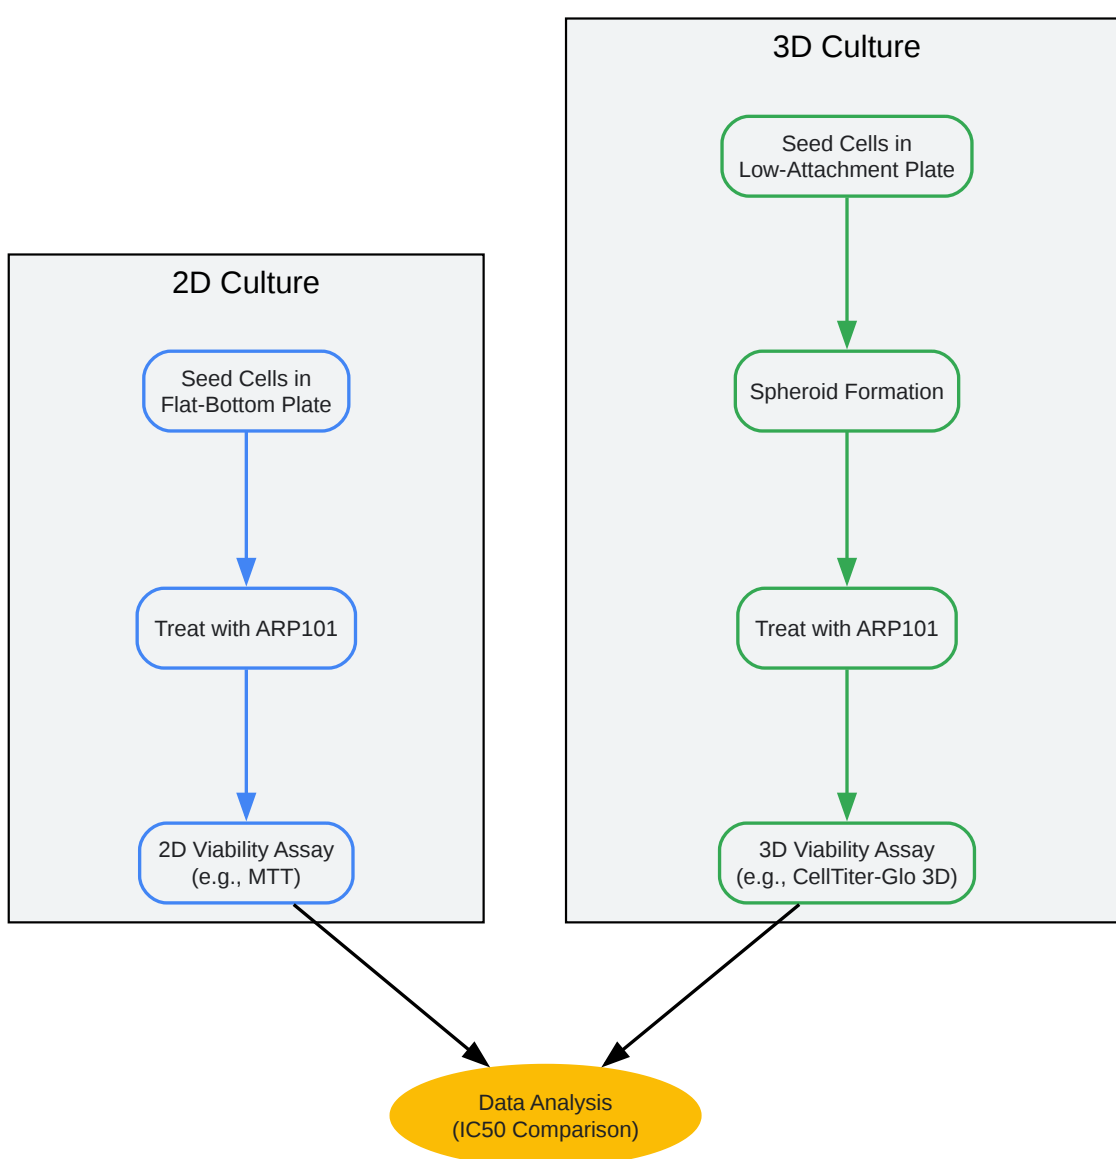 2D Culture
Seed Cells in
Flat-Bottom Plate
Treat with ARP101
2D Viability Assay
(e.g., MTT)
3D Culture
Seed Cells in
Low-Attachment Plate
Spheroid Formation
Treat with ARP101
3D Viability Assay
(e.g., CellTiter-Glo 3D)
Data Analysis
(IC50 Comparison)